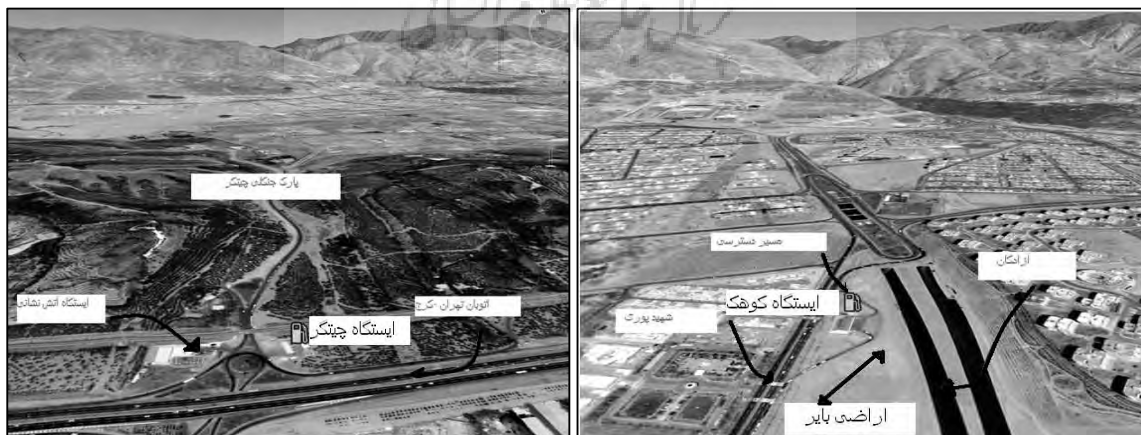 پارک جنگلی چیتگر
ایستگاه آتش نشانی
ایستگاه چیتگر
اتوبان تهران -کرج
مسیر دسترسی
آزادگان
ایستگاه کوهک
شهید پوری
اراضی بایر